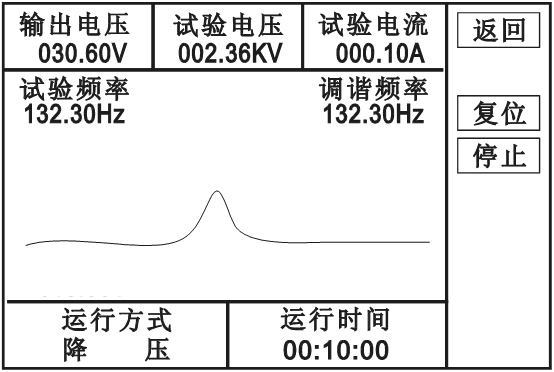 输出电压
030.60V
试验电压
002.36KV
试验电流
000.10A
返回
试验频率
132.30Hz
调谐频率
132.30Hz
复位
停止
运行方式
降 压
运行时间
00:10:00